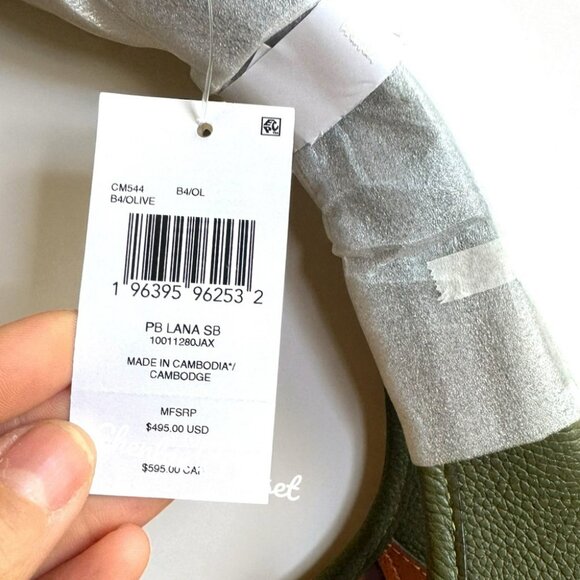 CM544 B4/OL
B4/OLIVE
1 96395 96253 2
PB LANA SB
10011280JAX
MADE IN CAMBODIA*/
CAMBODGE
MFSRP
$495.00 USD
$595.00 CA